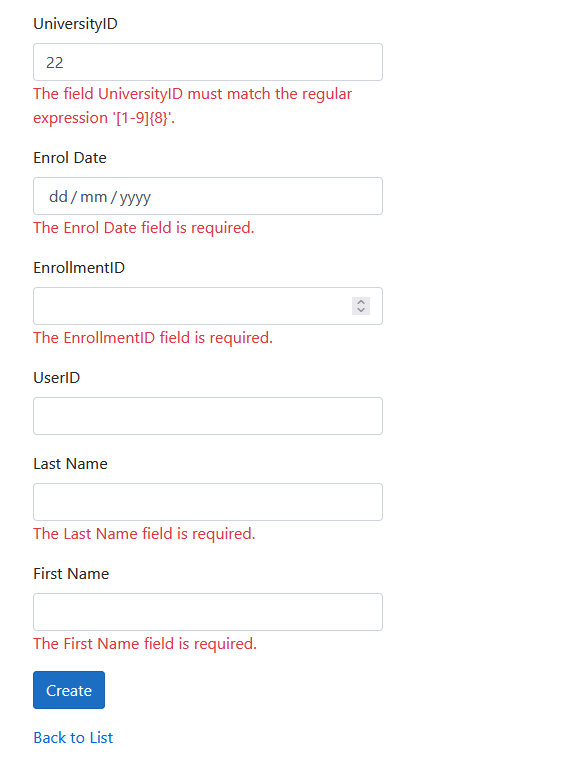 UniversityID
22
The field UniversityID must match the regular
expression '[1-9]{8}'.
Enrol Date
dd/mm/yyyy
The Enrol Date field is required.
EnrollmentID
The EnrollmentID field is required.
UserID
Last Name
The Last Name field is required.
First Name
The First Name field is required.
Create
Back to List